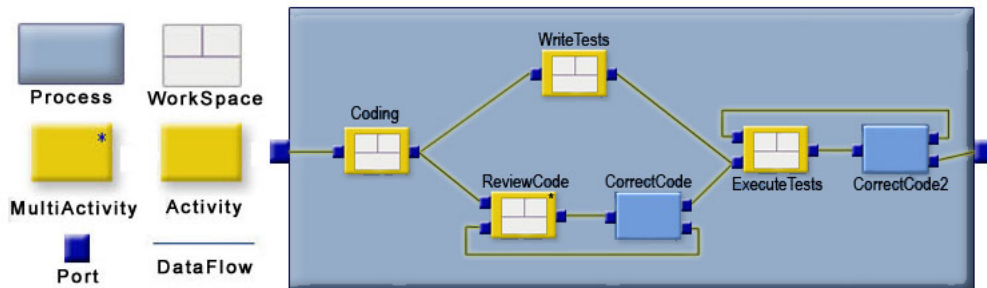 Process
WorkSpace
*
MultiActivity
Activity
Port
DataFlow
WriteTests
Coding
ReviewCode
*
CorrectCode
ExecuteTests
CorrectCode2